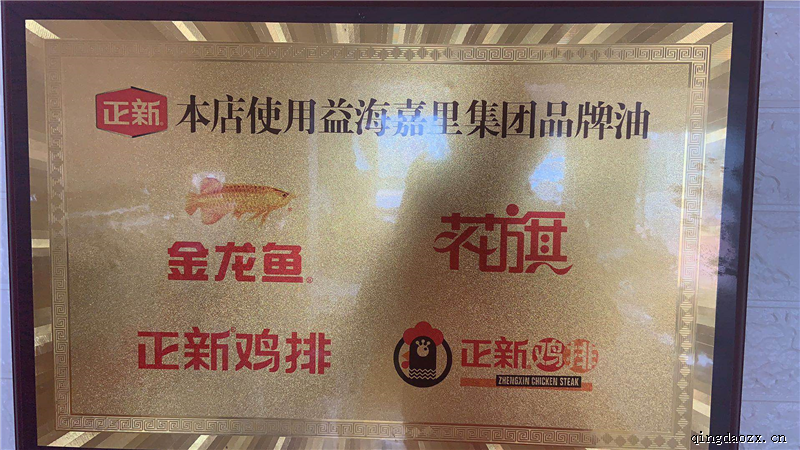 正新 本店使用益海嘉里集团品牌油
金龙鱼
花旗
正新鸡排
正新鸡排
ZHENGXIN CHICKEN STEAK
qingdaozx.cn